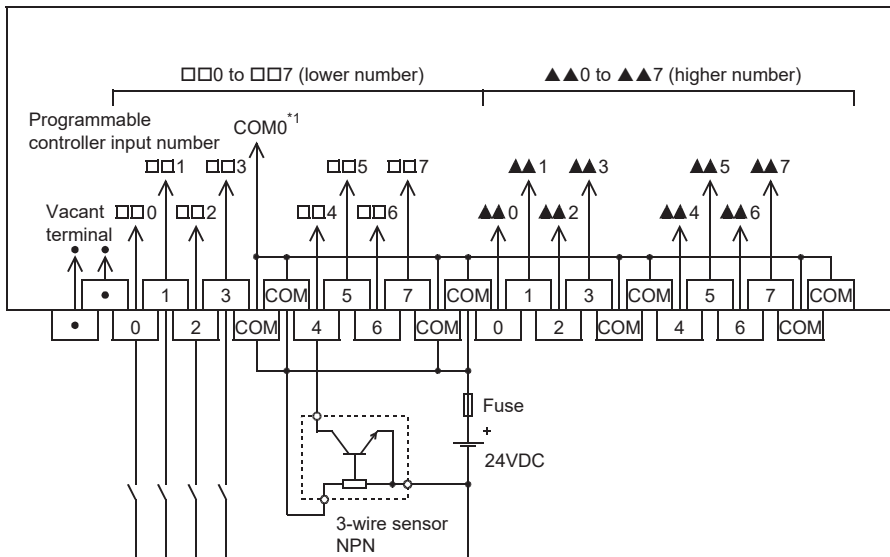 □□0 to □□7 (lower number)
▲▲0 to ▲▲7 (higher number)
Programmable
controller input number
COM0*1
□□1
□□3
□□5
□□7
▲▲1
▲▲3
▲▲5
▲▲7
Vacant
terminal
□□0
□□2
□□4
□□6
▲▲0
▲▲2
▲▲4
▲▲6
• •
• 1 3 COM 5 7 COM 1 3 COM 5 7 COM
• 0 2 COM 4 6 COM 0 2 COM 4 6 COM
Fuse
+
24VDC
3-wire sensor
NPN